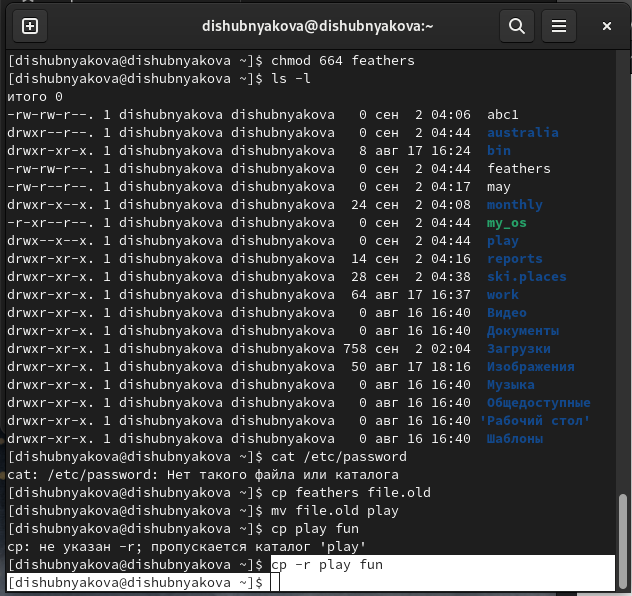 dishubnyakova@dishubnyakova:~
[dishubnyakova@dishubnyakova ~]$ chmod 664 feathers
[dishubnyakova@dishubnyakova ~]$ ls -l
итого 0
-rw-rw-r--. 1 dishubnyakova dishubnyakova   0 сен  2 04:06  abc1
drwxr--r--. 1 dishubnyakova dishubnyakova   0 сен  2 04:44  australia
drwxr-xr-x. 1 dishubnyakova dishubnyakova   8 авг 17 16:24  bin
-rw-rw-r--. 1 dishubnyakova dishubnyakova   0 сен  2 04:44  feathers
-rw-rw-r--. 1 dishubnyakova dishubnyakova   0 сен  2 04:17  may
drwxr-x--x. 1 dishubnyakova dishubnyakova  24 сен  2 04:08  monthly
-r-xr--r--. 1 dishubnyakova dishubnyakova   0 сен  2 04:44  my_os
drwx--x--x. 1 dishubnyakova dishubnyakova   0 сен  2 04:44  play
drwxr-xr-x. 1 dishubnyakova dishubnyakova  14 сен  2 04:16  reports
drwxr-xr-x. 1 dishubnyakova dishubnyakova  28 сен  2 04:38  ski.places
drwxr-xr-x. 1 dishubnyakova dishubnyakova  64 авг 17 16:37  work
drwxr-xr-x. 1 dishubnyakova dishubnyakova   0 авг 16 16:40  Видео
drwxr-xr-x. 1 dishubnyakova dishubnyakova   0 авг 16 16:40  Документы
drwxr-xr-x. 1 dishubnyakova dishubnyakova 758 сен  2 02:04  Загрузки
drwxr-xr-x. 1 dishubnyakova dishubnyakova  50 авг 17 18:16  Изображения
drwxr-xr-x. 1 dishubnyakova dishubnyakova   0 авг 16 16:40  Музыка
drwxr-xr-x. 1 dishubnyakova dishubnyakova   0 авг 16 16:40  Общедоступные
drwxr-xr-x. 1 dishubnyakova dishubnyakova   0 авг 16 16:40 'Рабочий стол'
drwxr-xr-x. 1 dishubnyakova dishubnyakova   0 авг 16 16:40  Шаблоны
[dishubnyakova@dishubnyakova ~]$ cat /etc/password
cat: /etc/password: Нет такого файла или каталога
[dishubnyakova@dishubnyakova ~]$ cp feathers file.old
[dishubnyakova@dishubnyakova ~]$ mv file.old play
[dishubnyakova@dishubnyakova ~]$ cp play fun
cp: не указан -r; пропускается каталог 'play'
[dishubnyakova@dishubnyakova ~]$ cp -r play fun
[dishubnyakova@dishubnyakova ~]$